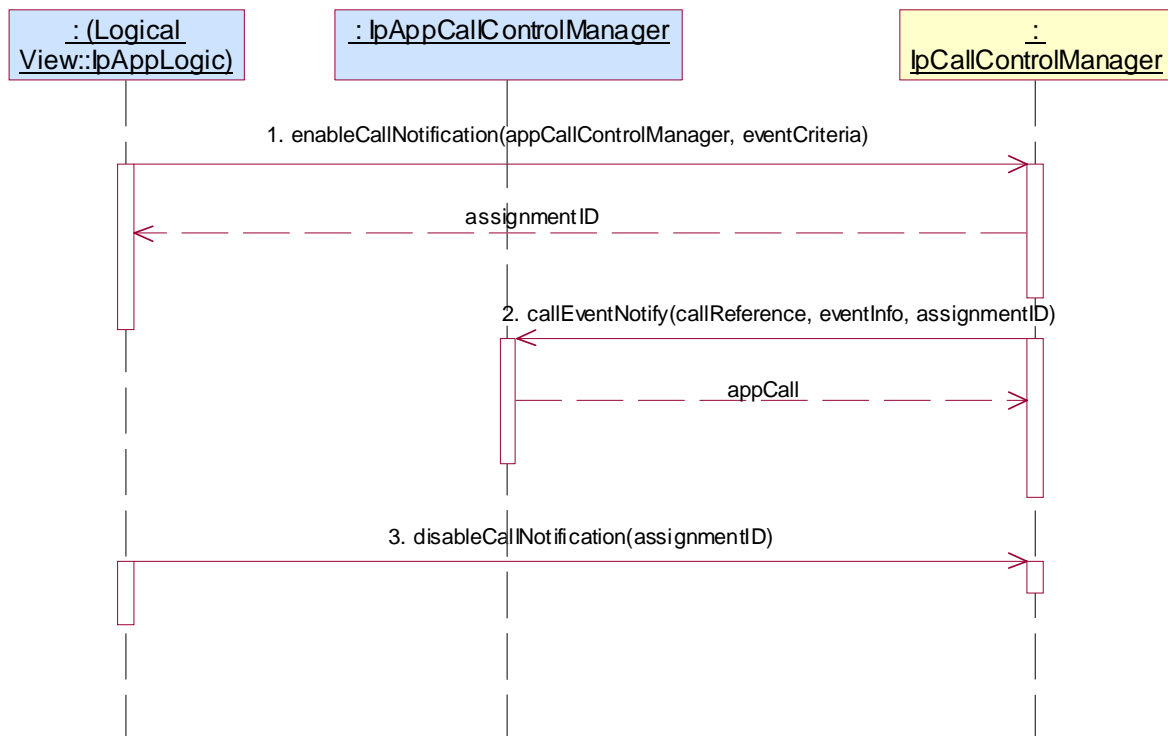 : (Logical
View::IpAppLogic)
: IpAppCallControlManager
:
IpCallControlManager
1. enableCallNotification(appCallControlManager, eventCriteria)
assignmentID
2. callEventNotify(callReference, eventInfo, assignmentID)
appCall
3. disableCallNotification(assignmentID)